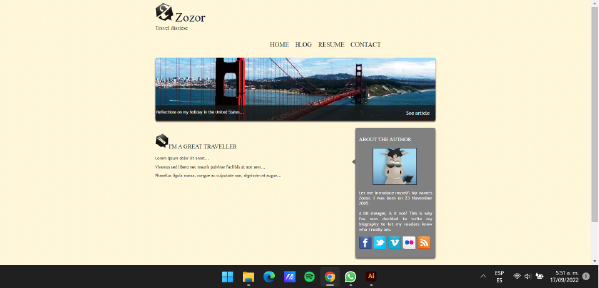 Zozor
Travel diaries
HOME BLOG RESUME CONTACT
Reflections on my holiday in the United States...
See article
I'M A GREAT TRAVELLER
Lorem ipsum dolor sit amet...
Vivamus sed libero nec mauris pulvinar facilisis ut non sem...
Phasellus ligula massa, congue ac vulputate non, dignissim at augue...
ABOUT THE AUTHOR
Let me introduce myself: my name's
Zozor. I was born on 23 November
2005.
A bit meager, is it not? This is why
I've now decided to write my
biography to let my readers know
who I really am.
ESP
ES
5:51 a. m.
17/09/2022